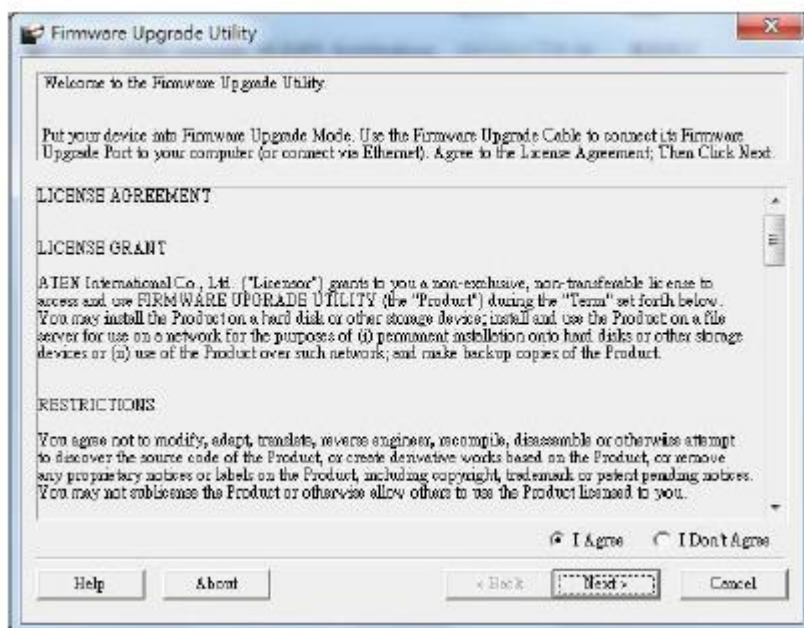 Firmware Upgrade Utility
Welcome to the Firmware Upgrade Utility.
Put your device into Firmware Upgrade Mode. Use the Firmware Upgrade Cable to connect its Firmware
Upgrade Port to your computer (or connect via Ethernet). Agree to the License Agreement; Then Click Next.
LICENSE AGREEMENT
LICENSE GRANT
ATEN International Co., Ltd. ("Licensor") grants to you a non-exclusive, non-transferable license to
access and use FIRMWARE UPGRADE UTILITY (the "Product") during the "Term" set forth below.
You may install the Product on a hard disk or other storage device; install and use the Product on a file
server for use on a network for the purposes of (i) permanent installation onto hard disks or other storage
devices or (ii) use of the Product over such network; and make backup copies of the Product.
RESTRICTIONS
You agree not to modify, adapt, translate, reverse engineer, recompile, disassemble or otherwise attempt
to discover the source code of the Product, or create derivative works based on the Product, or remove
any proprietary notices or labels on the Product, including copyright, trademark or patent pending notices.
You may not sublicense the Product or otherwise allow others to use the Product licensed to you.
I Agree I Don't Agree
Help About < Back Next > Cancel